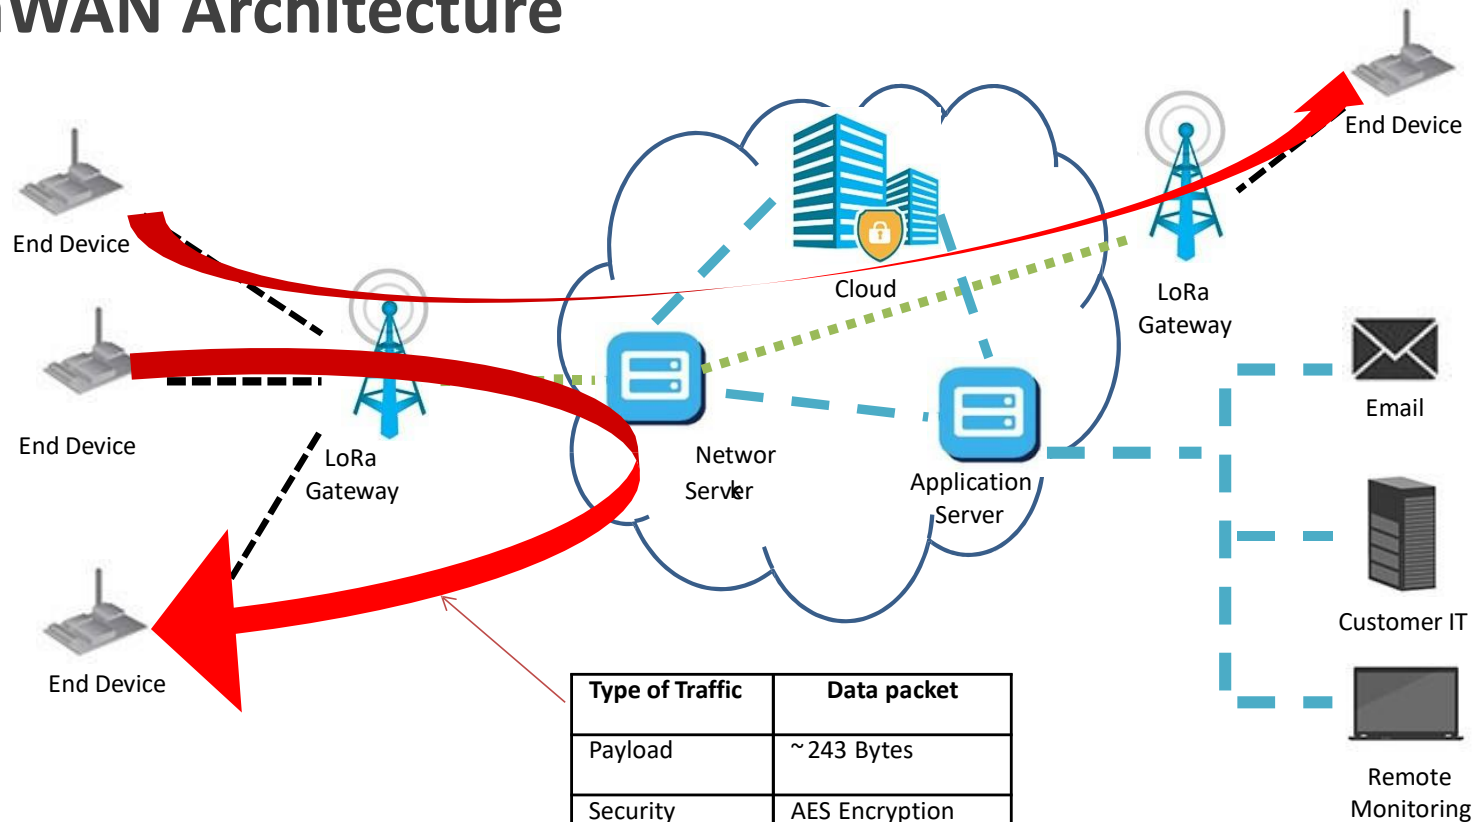 WAN Architecture
End Device
End Device
Cloud
LoRa
Gateway
Email
End Device
LoRa
Gateway
Networ
k
Server
Application
Server
Customer IT
End Device
Type of Traffic Data packet
Payload ~243 Bytes
Security AES Encryption
Remote
Monitoring